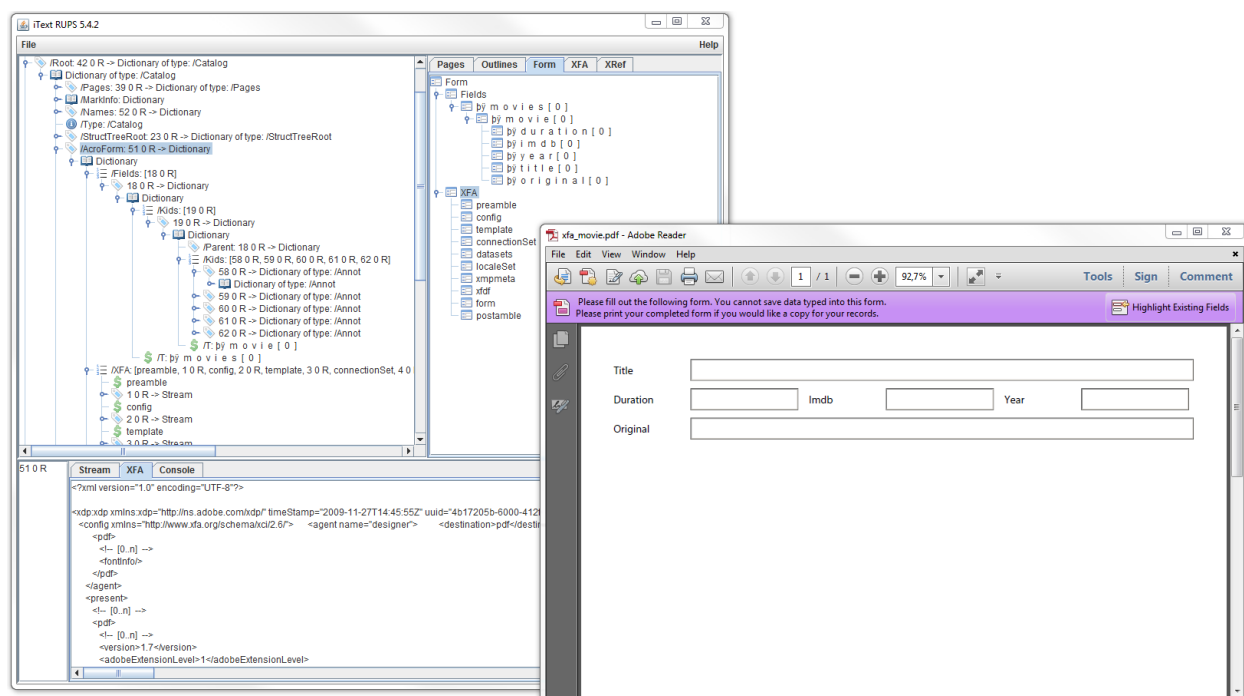 iText RUPS 5.4.2
File Help
/Root: 42 0 R -> Dictionary of type: /Catalog
Dictionary of type: /Catalog
/Pages: 39 0 R -> Dictionary of type: /Pages
/MarkInfo: Dictionary
/Names: 52 0 R -> Dictionary
/Type: /Catalog
/StructTreeRoot: 23 0 R -> Dictionary of type: /StructTreeRoot
/AcroForm: 51 0 R -> Dictionary
Dictionary
/Fields: [18 0 R]
18 0 R -> Dictionary
Dictionary
/Kids: [19 0 R]
19 0 R -> Dictionary
Dictionary
/Parent: 18 0 R -> Dictionary
/Kids: [58 0 R, 59 0 R, 60 0 R, 61 0 R, 62 0 R]
58 0 R -> Dictionary of type: /Annot
Dictionary of type: /Annot
59 0 R -> Dictionary of type: /Annot
60 0 R -> Dictionary of type: /Annot
61 0 R -> Dictionary of type: /Annot
62 0 R -> Dictionary of type: /Annot
/T: þÿ m o v i e [ 0 ]
/T: þÿ m o v i e s [ 0 ]
/XFA: [preamble, 1 0 R, config, 2 0 R, template, 3 0 R, connectionSet, 4 0
preamble
1 0 R -> Stream
config
2 0 R -> Stream
template
3 0 R -> Stream
Pages Outlines Form XFA XRef
Form
Fields
þÿ m o v i e s [ 0 ]
þÿ m o v i e [ 0 ]
þÿ d u r a t i o n [ 0 ]
þÿ i m d b [ 0 ]
þÿ y e a r [ 0 ]
þÿ t i t l e [ 0 ]
þÿ o r i g i n a l [ 0 ]
XFA
preamble
config
template
connectionSet
datasets
localeSet
xmpmeta
xfdf
form
postamble
51 0 R
Stream XFA Console
<?xml version="1.0" encoding="UTF-8"?>
<xdp:xdp xmlns:xdp="http://ns.adobe.com/xdp/" timeStamp="2009-11-27T14:45:55Z" uuid="4b17205b-6000-412f
<config xmlns="http://www.xfa.org/schema/xci/2.6/"> <agent name="designer"> <destination>pdf</destin
<pdf>
<!-- [0..n] -->
<fontInfo/>
</pdf>
</agent>
<present>
<!-- [0..n] -->
<pdf>
<!-- [0..n] -->
<version>1.7</version>
<adobeExtensionLevel>1</adobeExtensionLevel>
xfa_movie.pdf - Adobe Reader
File Edit View Window Help
1 / 1 92,7% Tools Sign Comment
Please fill out the following form. You cannot save data typed into this form.
Please print your completed form if you would like a copy for your records.
Highlight Existing Fields
Title
Duration Imdb Year
Original